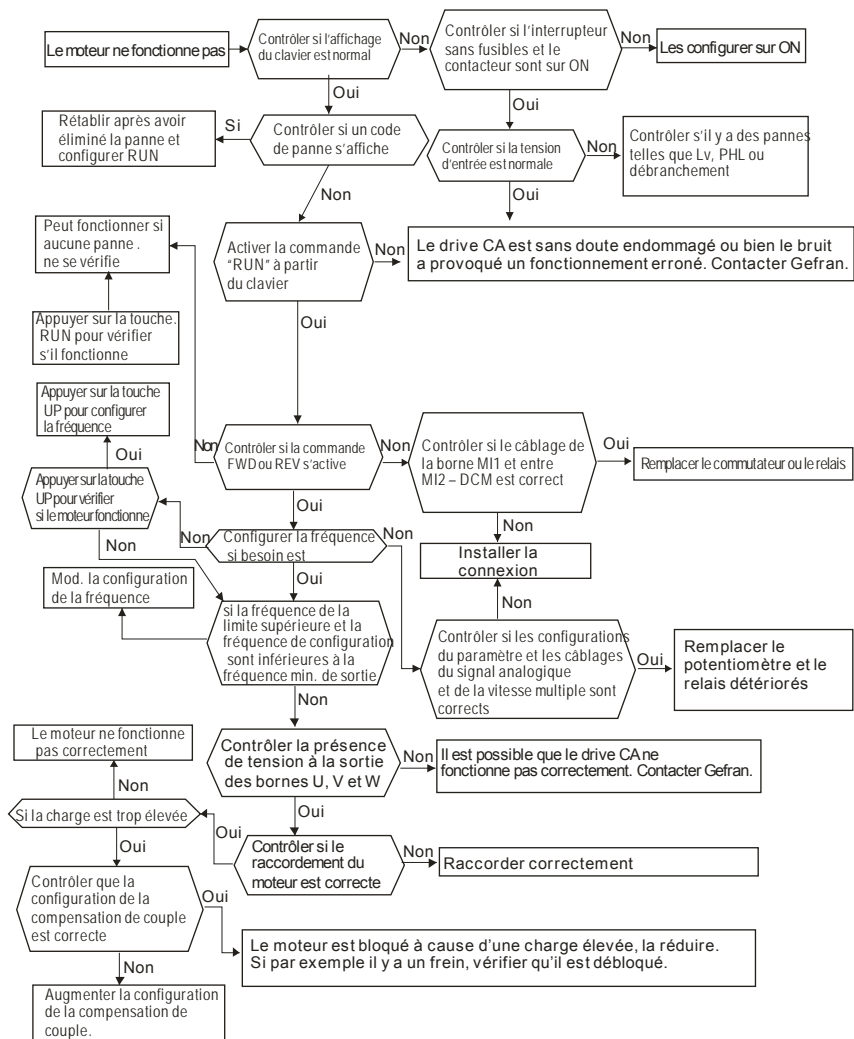 Le moteur ne fonctionne pas
Contrôler si l'affichage
du clavier est normal
Non
Contrôler si l'interrupteur
sans fusibles et le
contacteur sont sur ON
Non
Les configurer sur ON
Oui
Oui
Rétablir après avoir
éliminé la panne et
configurer RUN
Si
Contrôler si un code
de panne s'affiche
Contrôler si la tension
d'entrée est normale
Non
Contrôler s'il y a des pannes
telles que Lv, PHL ou
débranchement
Non
Oui
Peut fonctionner si
aucune panne .
ne se vérifie
Activer la commande
“RUN” à partir
du clavier
Non
Le drive CA est sans doute endommagé ou bien le bruit
a provoqué un fonctionnement erroné. Contacter Gefran.
Appuyer sur la touche.
RUN pour vérifier
s'il fonctionne
Oui
Appuyer sur la touche
UP pour configurer
la fréquence
Oui
Non
Contrôler si la commande
FWD ou REV s'active
Non
Contrôler si le câblage de
la borne MI1 et entre
MI2 – DCM est correct
Oui
Remplacer le commutateur ou le relais
Appuyer sur la touche
UP pour vérifier
si le moteur fonctionne
Oui
Non
Non
Configurer la fréquence
si besoin est
Non
Installer la
connexion
Non
Oui
Non
Mod. la configuration
de la fréquence
si la fréquence de la
limite supérieure et la
fréquence de configuration
sont inférieures à la
fréquence min. de sortie
Contrôler si les configurations
du paramètre et les câblages
du signal analogique
et de la vitesse multiple sont
corrects
Oui
Remplacer le
potentiomètre et le
relais détériorés
Non
Le moteur ne fonctionne
pas correctement
Contrôler la présence
de tension à la sortie
des bornes U, V et W
Non
Il est possible que le drive CA ne
fonctionne pas correctement. Contacter Gefran.
Non
Oui
Si la charge est trop élevée
Oui
Contrôler si le
raccordement du
moteur est correcte
Non
Raccorder correctement
Oui
Contrôler que la
configuration de la
compensation de couple
est correcte
Oui
Le moteur est bloqué à cause d'une charge élevée, la réduire.
Si par exemple il y a un frein, vérifier qu'il est débloqué.
Non
Augmenter la configuration
de la compensation de
couple.